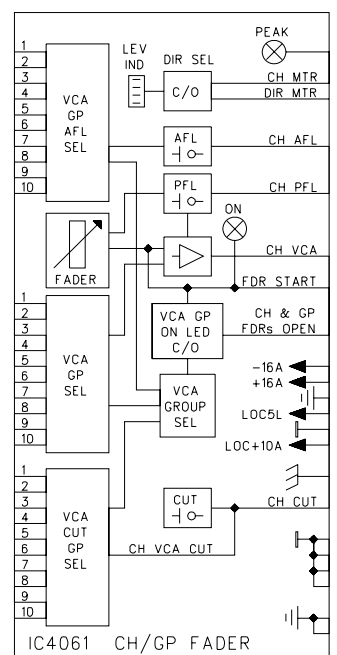 PEAK
LEV
IND
DIR SEL
C/O
CH MTR
DIR MTR
1
2
3
4
5
6
7
8
9
10
VCA
GP
AFL
SEL
AFL
CH AFL
PFL
CH PFL
ON
FADER
CH VCA
FDR START
1
2
3
4
5
6
7
8
9
10
VCA
GP
SEL
VCA GP
ON LED
C/O
CH & GP
FDRs OPEN
-16A
+16A
LOC5L
LOC+10A
VCA
GROUP
SEL
1
2
3
4
5
6
7
8
9
10
VCA
CUT
GP
SEL
CUT
CH CUT
CH VCA CUT
IC4061 CH/GP FADER